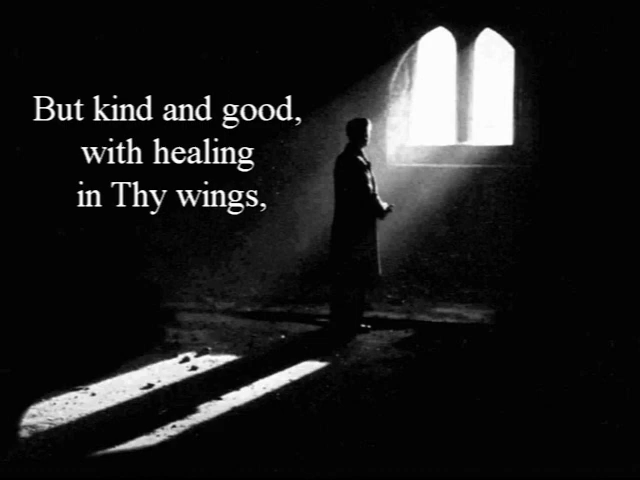 But kind and good,
with healing
in Thy wings,